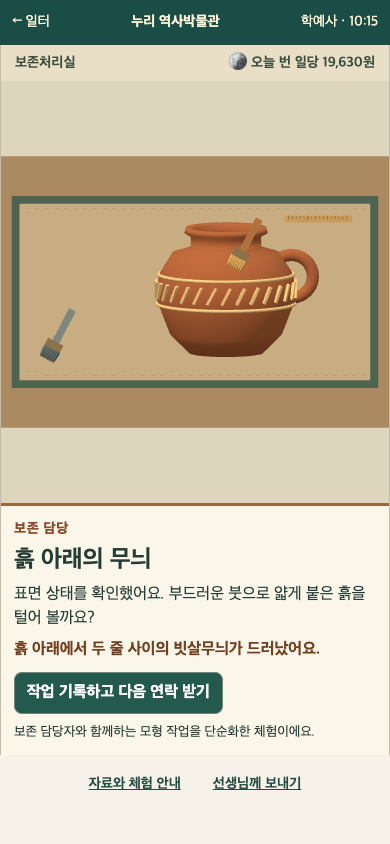 ← 일터 누리 역사박물관 학예사 · 10:15
보존처리실 오늘 번 일당 19,630원
보존 담당
흙 아래의 무늬
표면 상태를 확인했어요. 부드러운 붓으로 얇게 붙은 흙을
털어 볼까요?
흙 아래에서 두 줄 사이의 빗살무늬가 드러났어요.
작업 기록하고 다음 연락 받기
보존 담당자와 함께하는 모형 작업을 단순화한 체험이에요.
자료와 체험 안내 선생님께 보내기